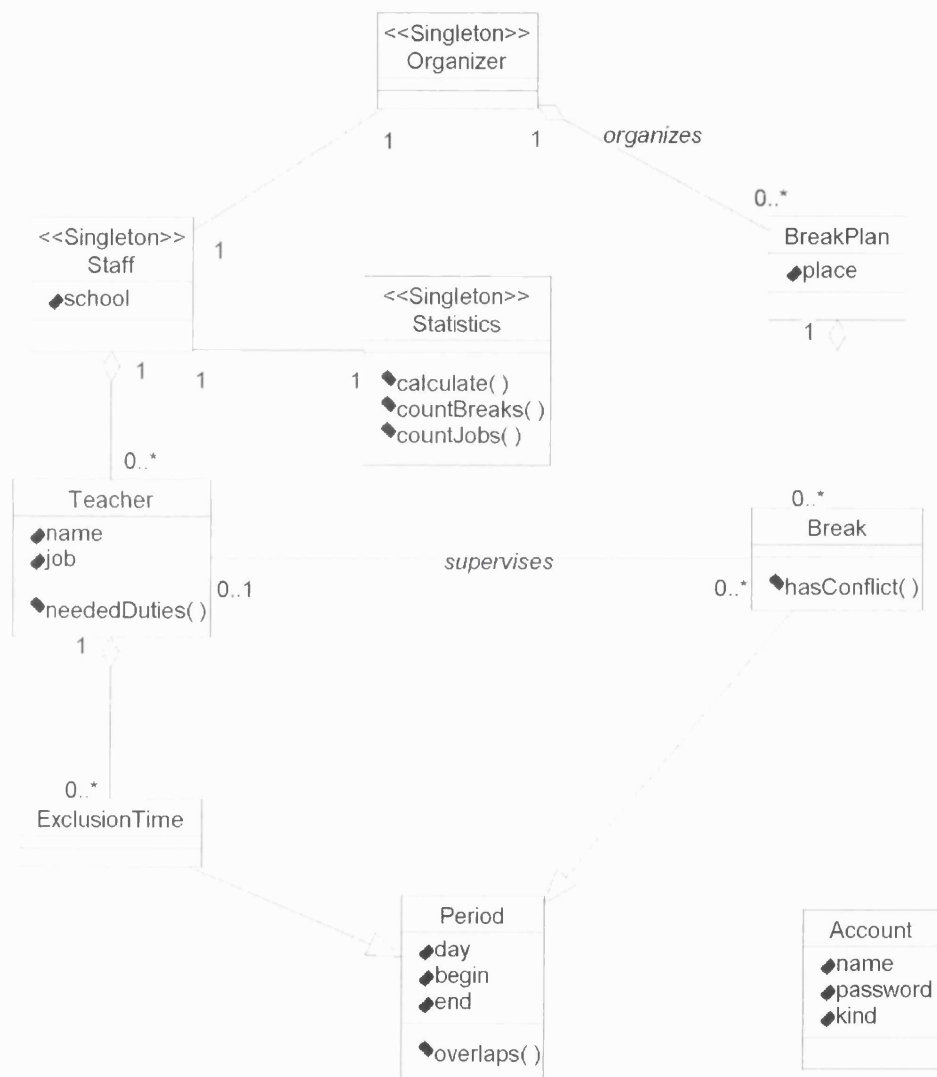 <<Singleton>>
Organizer
1
1
organizes
0..*
<<Singleton>>
Staff
school
1
BreakPlan
place
1
<<Singleton>>
Statistics
calculate( )
countBreaks( )
countJobs( )
1
1
1
0..*
Teacher
name
job
neededDuties( )
0..1
supervises
0..*
0..*
Break
hasConflict( )
1
0..*
ExclusionTime
Period
day
begin
end
overlaps( )
Account
name
password
kind